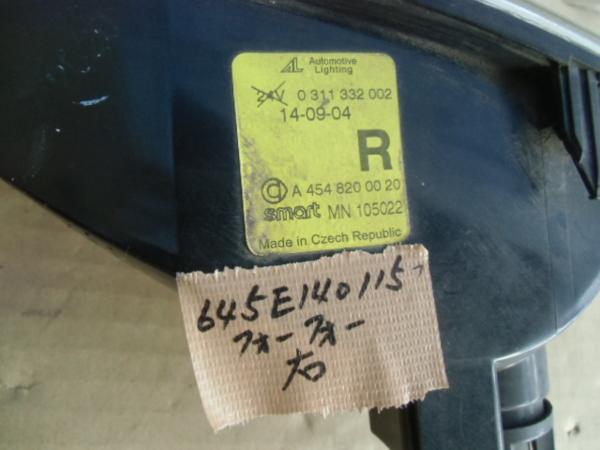 AL Automotive
Lighting
24V 0 311 332 002
14-09-04
R
A 454 820 00 20
smart MN 105022
Made in Czech Republic
645E140115
フォーフォー
右